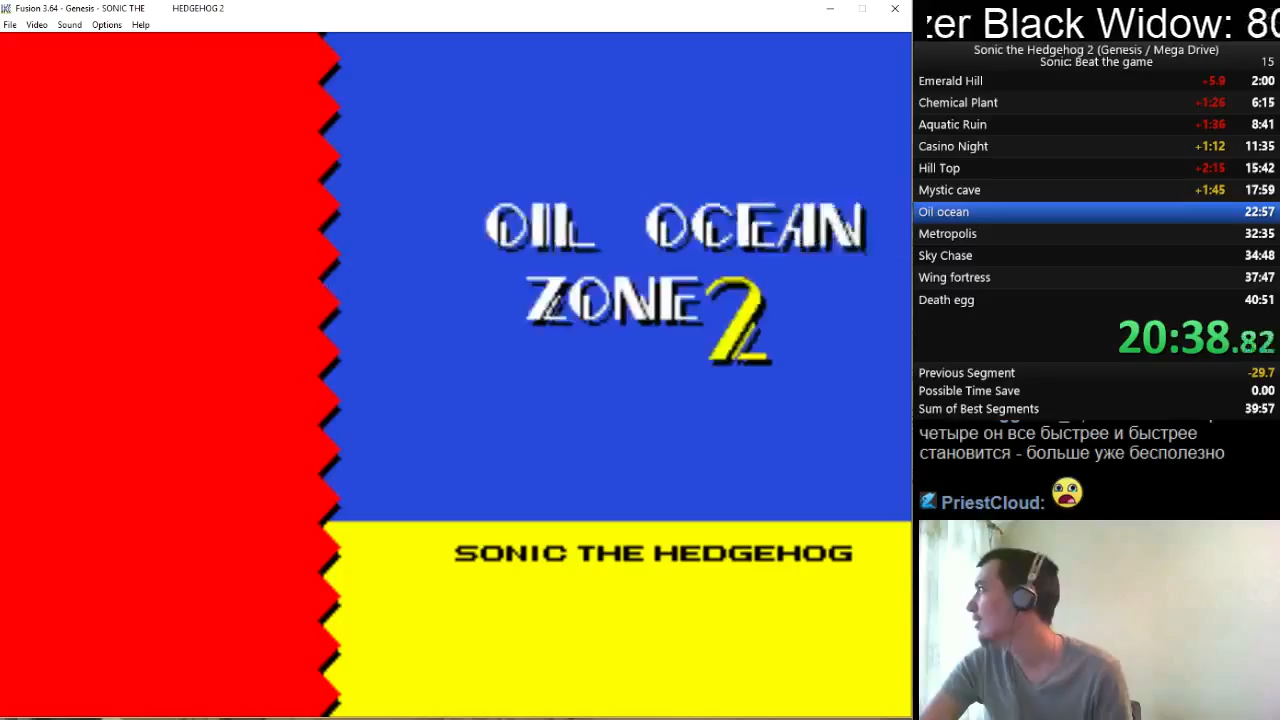 Fusion 3.64 - Genesis - SONIC THE HEDGEHOG 2
File Video Sound Options Help
OIL OCEAN
ZONE 2
SONIC THE HEDGEHOG
zer Black Widow: 80
Sonic the Hedgehog 2 (Genesis / Mega Drive)
Sonic: Beat the game 15
Emerald Hill +5.9 2:00
Chemical Plant +1:26 6:15
Aquatic Ruin +1:36 8:41
Casino Night +1:12 11:35
Hill Top +2:15 15:42
Mystic cave +1:45 17:59
Oil ocean 22:57
Metropolis 32:35
Sky Chase 34:48
Wing fortress 37:47
Death egg 40:51
20:38.82
Previous Segment -29.7
Possible Time Save 0.00
Sum of Best Segments 39:57
четыре он все быстрее и быстрее
становится - больше уже бесполезно
PriestCloud: